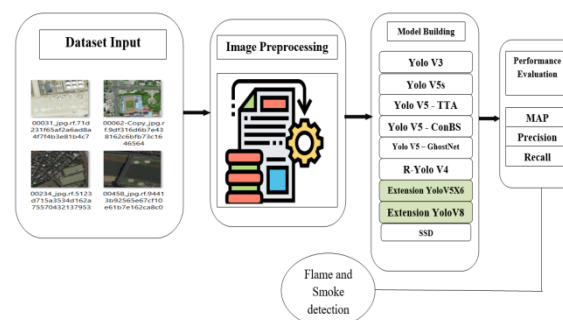 Dataset Input
00031_jpg.rf.71d
231f65af2a6ad8a
4f7f4b3e81b4c7
00062-Copy_jpg.r
f.9df316d6b7e43
8162c6bfb73c16
46564
00234_jpg.rf.5123
d715a3534d162a
75570432137953
00458_jpg.rf.9441
3b92565e67cf10
e61b7e162ca8c0
Image Preprocessing
Model Building
Yolo V3
Yolo V5s
Yolo V5 - TTA
Yolo V5 - ConBS
Yolo V5 – GhostNet
R-Yolo V4
Extension YoloV5X6
Extension YoloV8
SSD
Performance
Evaluation
MAP
Precision
Recall
Flame and
Smoke
detection